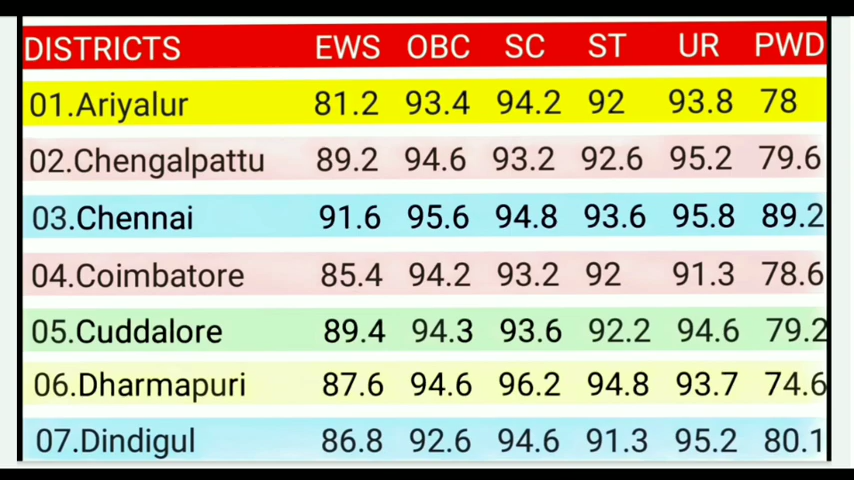 DISTRICTS EWS OBC SC ST UR PWD
01.Ariyalur 81.2 93.4 94.2 92 93.8 78
02.Chengalpattu 89.2 94.6 93.2 92.6 95.2 79.6
03.Chennai 91.6 95.6 94.8 93.6 95.8 89.2
04.Coimbatore 85.4 94.2 93.2 92 91.3 78.6
05.Cuddalore 89.4 94.3 93.6 92.2 94.6 79.2
06.Dharmapuri 87.6 94.6 96.2 94.8 93.7 74.6
07.Dindigul 86.8 92.6 94.6 91.3 95.2 80.1